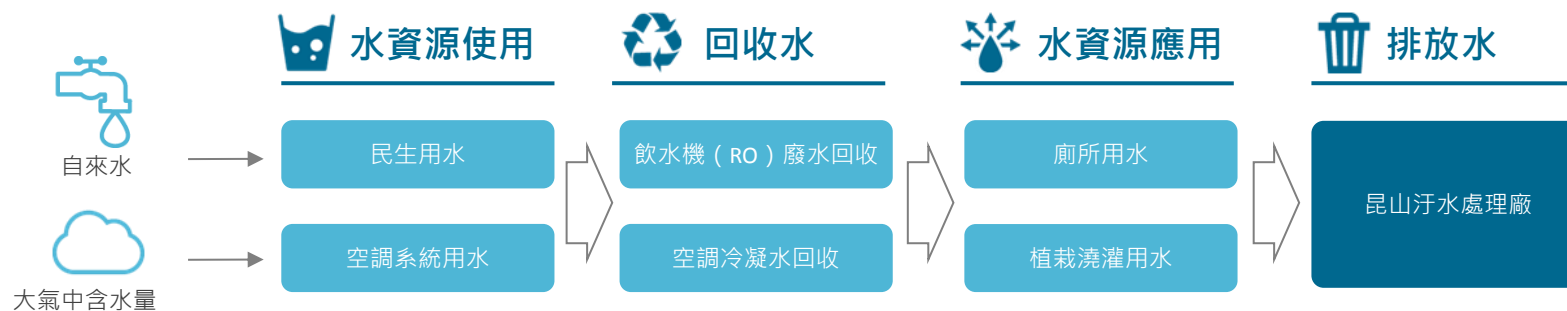 水資源使用
回收水
水資源應用
排放水
自來水
民生用水
飲水機（RO）廢水回收
廁所用水
昆山汙水處理廠
大氣中含水量
空調系統用水
空調冷凝水回收
植栽澆灌用水